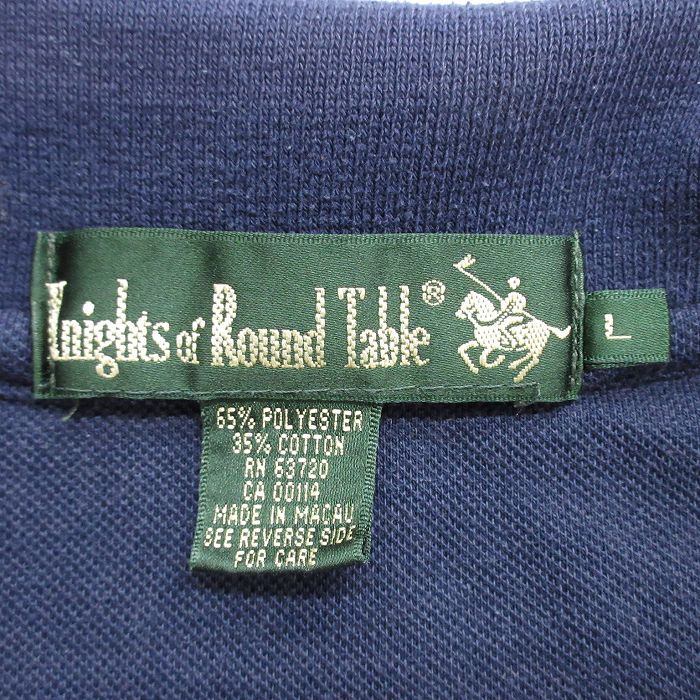 Knights of Round Table®
L
65% POLYESTER
35% COTTON
RN 63720
CA 00114
MADE IN MACAU
SEE REVERSE SIDE
FOR CARE